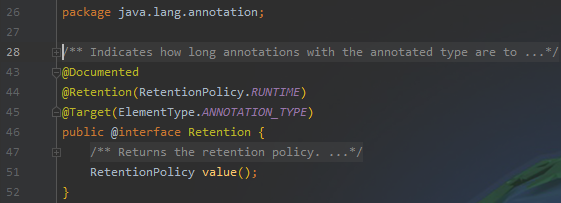 26 package java.lang.annotation;
27
28 /** Indicates how long annotations with the annotated type are to ...*/
43 @Documented
44 @Retention(RetentionPolicy.RUNTIME)
45 @Target(ElementType.ANNOTATION_TYPE)
46 public @interface Retention {
47 /** Returns the retention policy. ...*/
51 RetentionPolicy value();
52 }